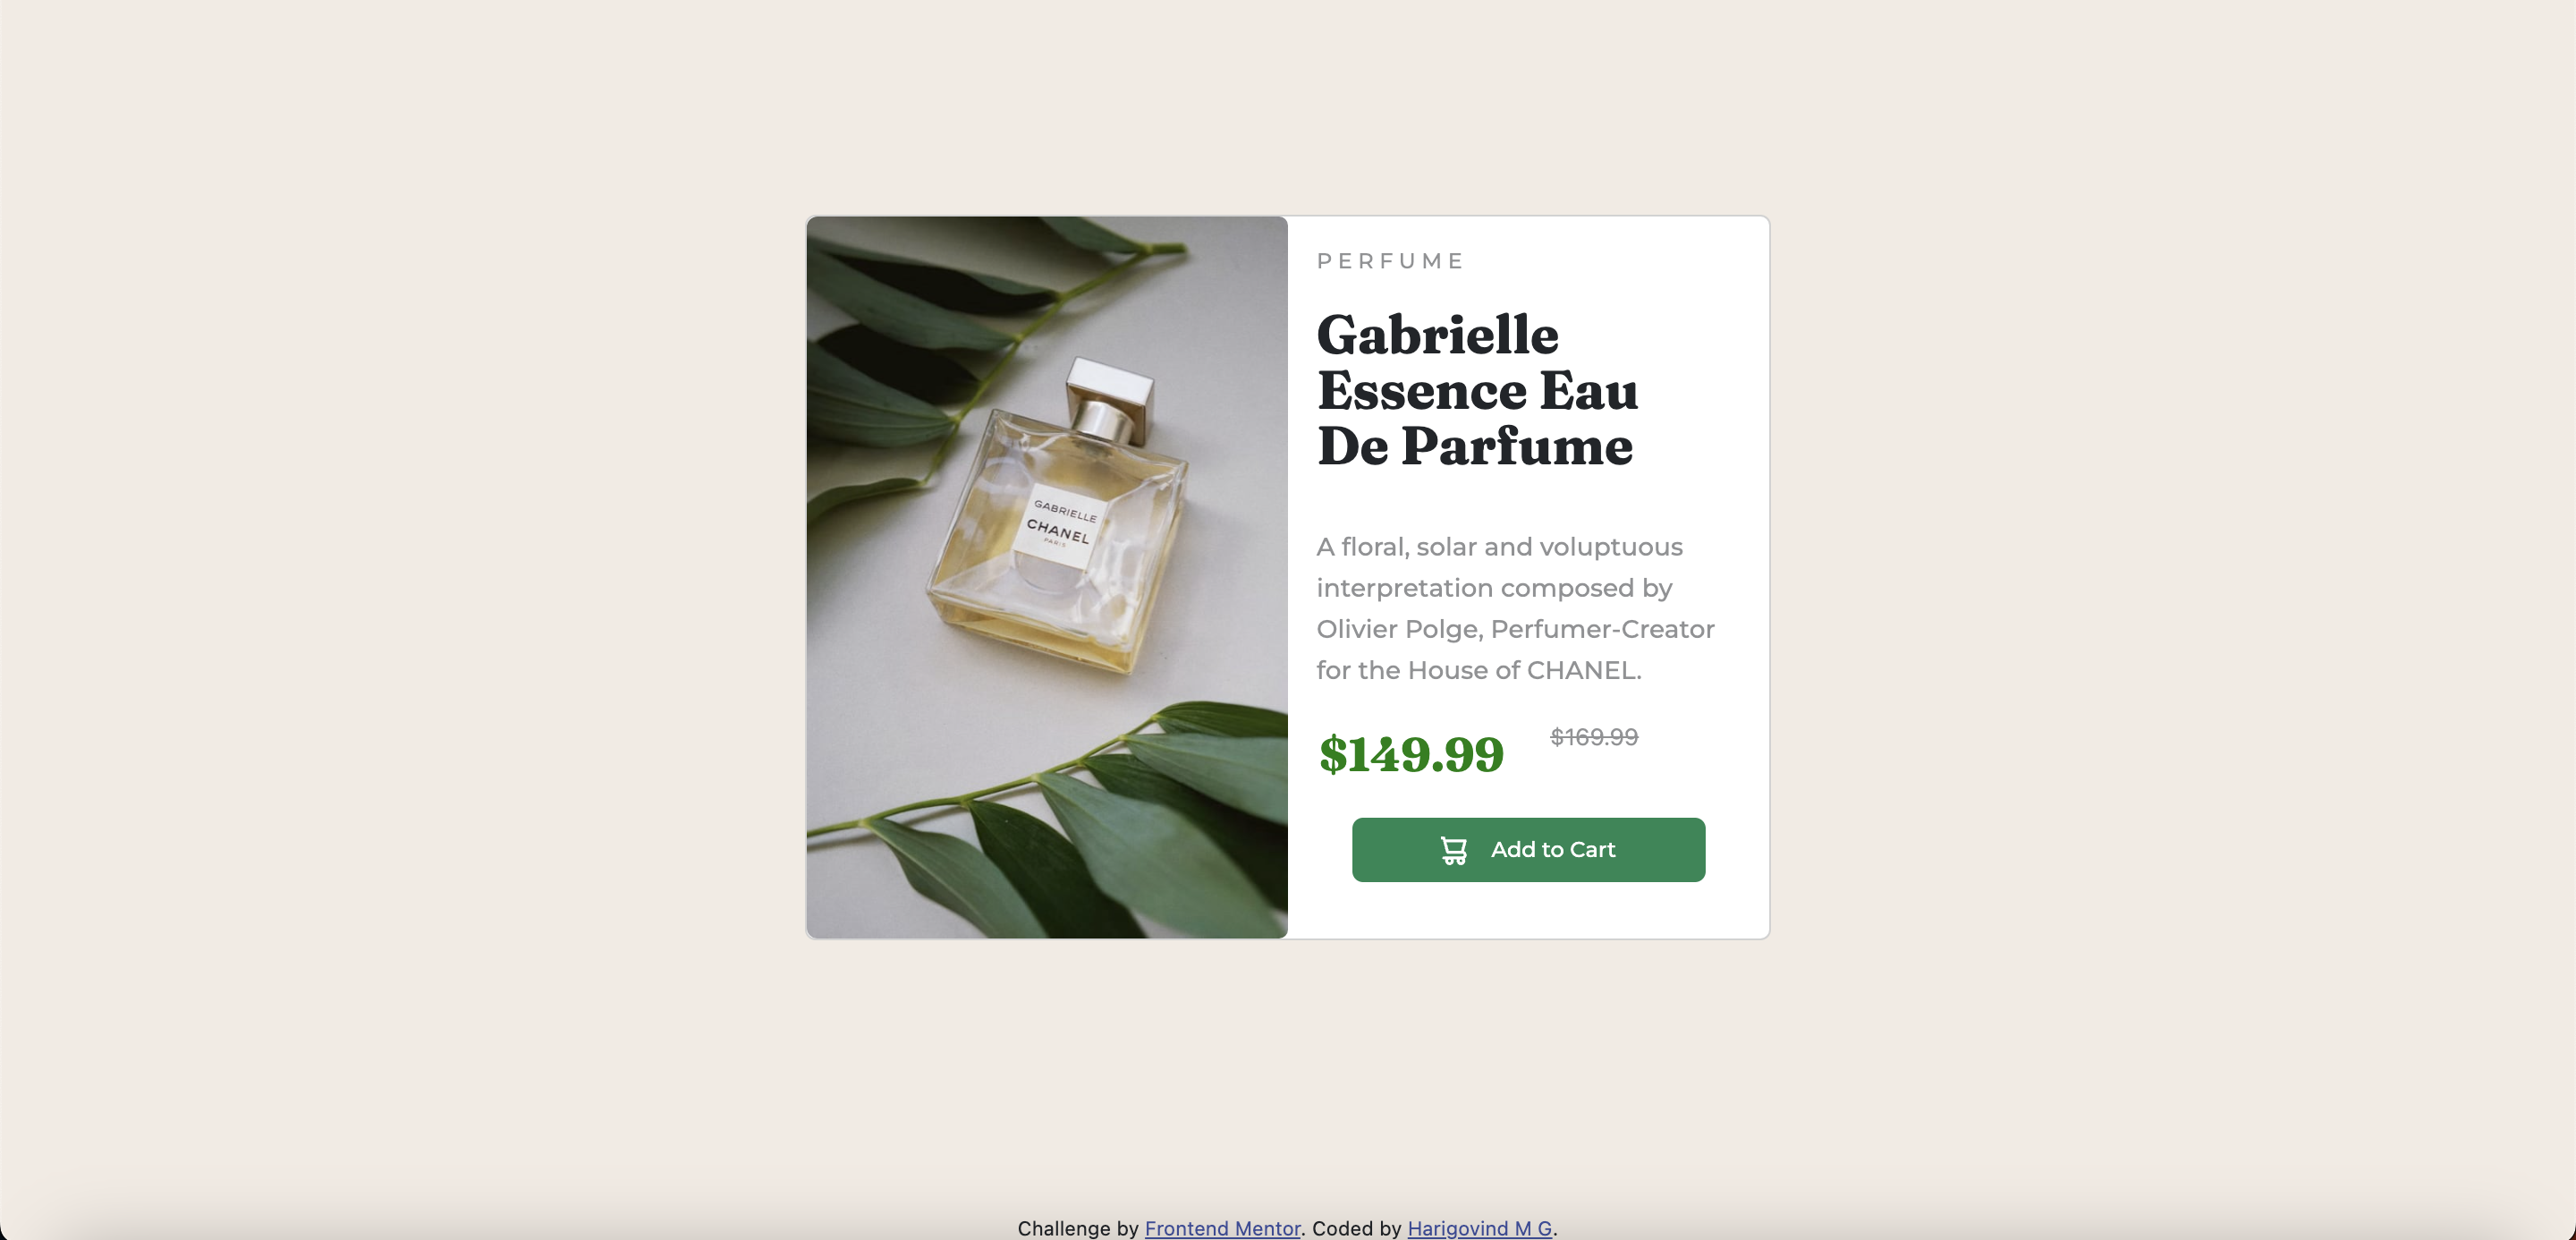 PERFUME
Gabrielle
Essence Eau
De Parfume
GABRIELLE
CHANEL
PARIS
A floral, solar and voluptuous
interpretation composed by
Olivier Polge, Perfumer-Creator
for the House of CHANEL.
$149.99 $169.99
Add to Cart
Challenge by Frontend Mentor. Coded by Harigovind M G.